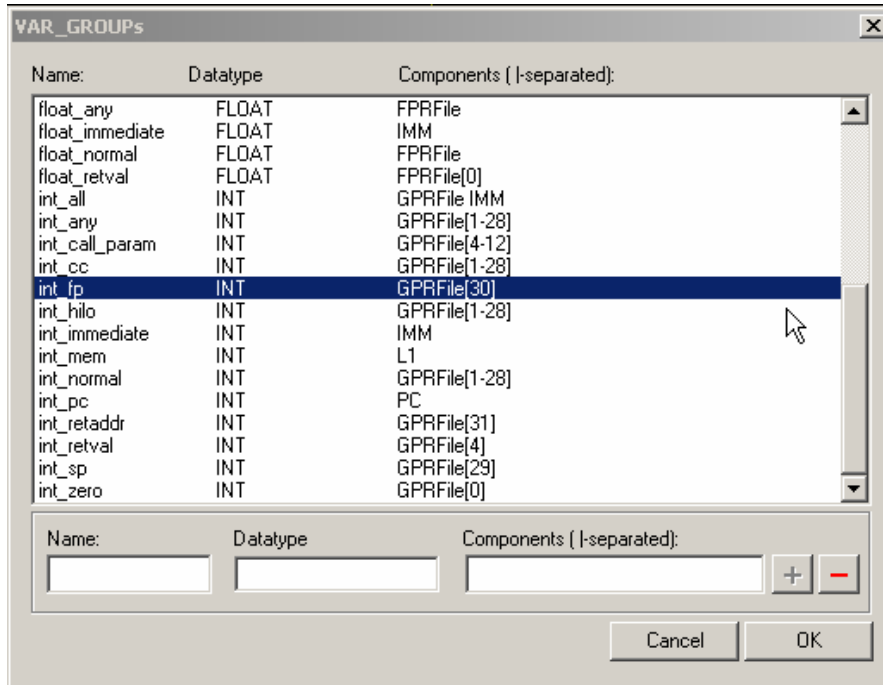 VAR_GROUPs
Name: Datatype Components ( |-separated):
float_any FLOAT FPRFile
float_immediate FLOAT IMM
float_normal FLOAT FPRFile
float_retval FLOAT FPRFile[0]
int_all INT GPRFile IMM
int_any INT GPRFile[1-28]
int_call_param INT GPRFile[4-12]
int_cc INT GPRFile[1-28]
int_fp INT GPRFile[30]
int_hilo INT GPRFile[1-28]
int_immediate INT IMM
int_mem INT L1
int_normal INT GPRFile[1-28]
int_pc INT PC
int_retaddr INT GPRFile[31]
int_retval INT GPRFile[4]
int_sp INT GPRFile[29]
int_zero INT GPRFile[0]
Name: Datatype Components ( |-separated):
Cancel OK